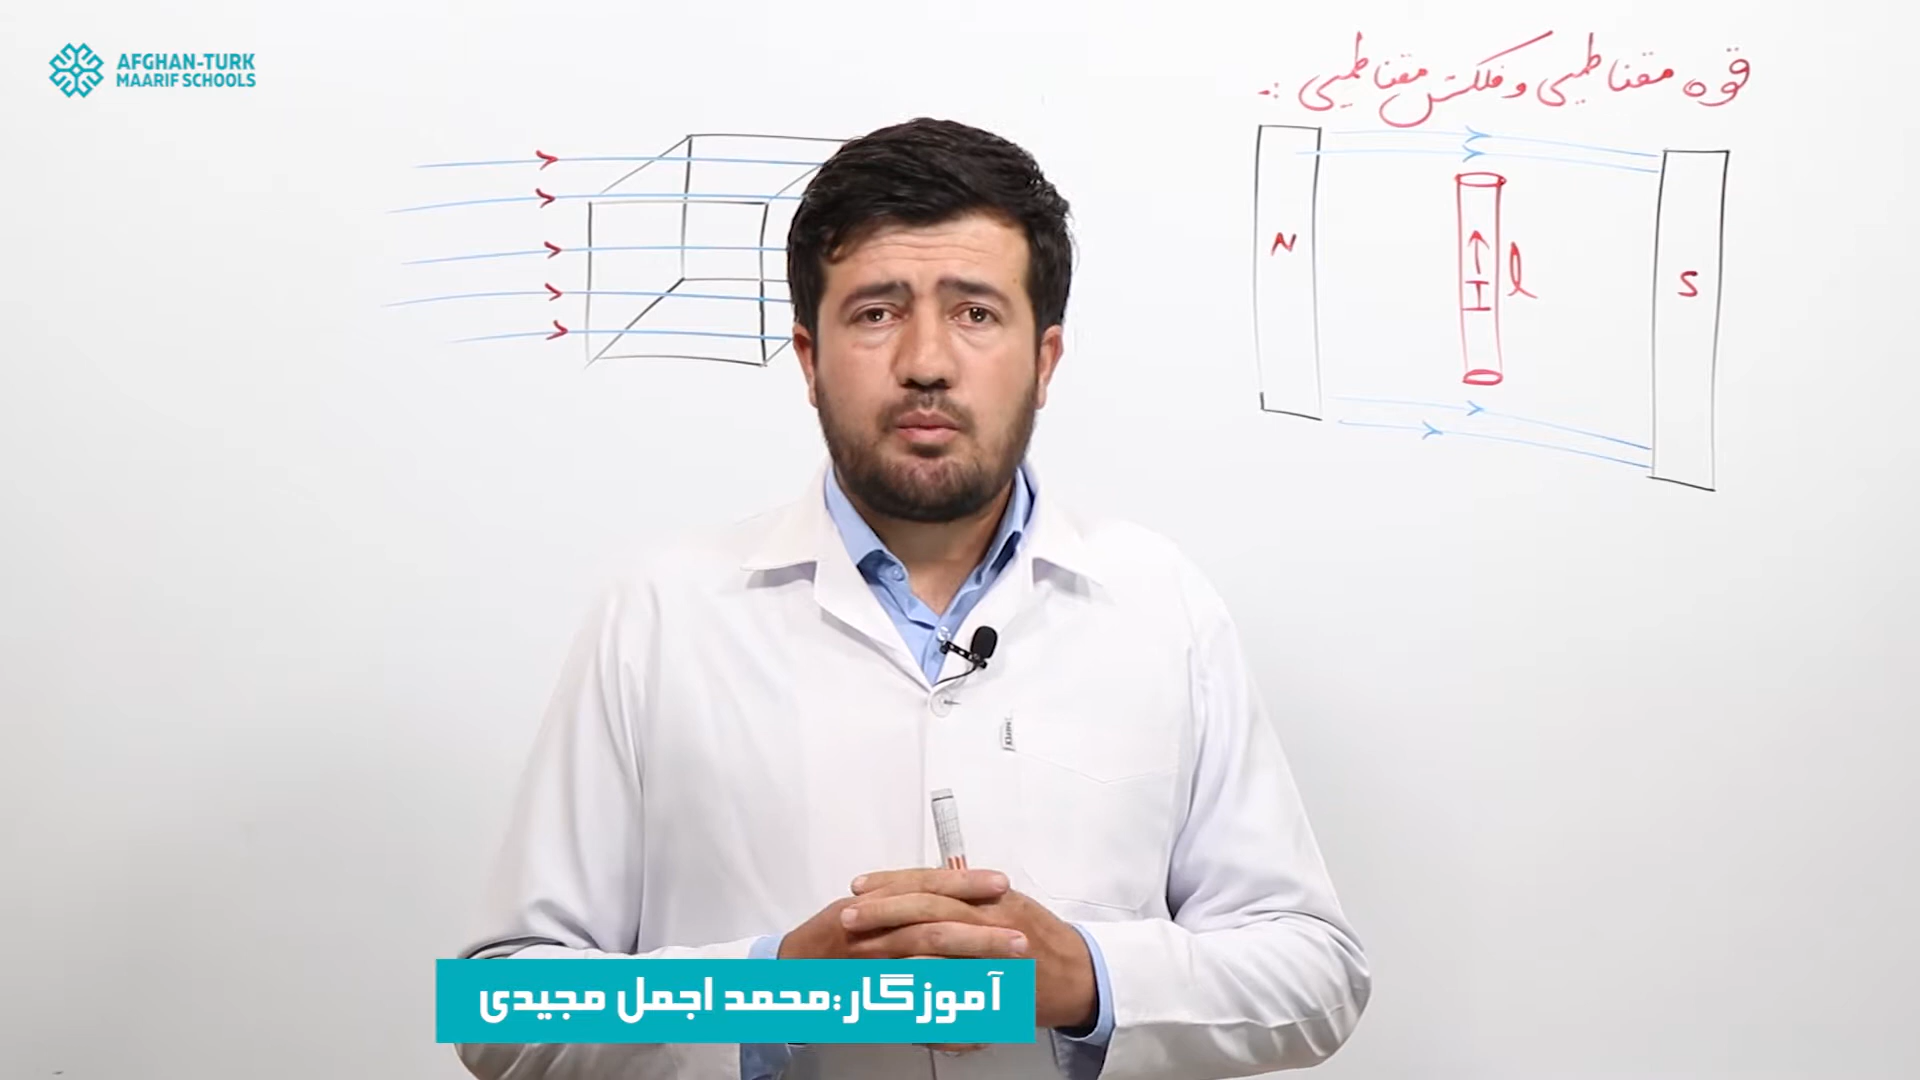 AFGHAN-TURK
MAARIF SCHOOLS
قوه مقناطیسی و فلکس مقناطیسی :-
N
I
l
S
آموزگار:محمد اجمل مجیدی